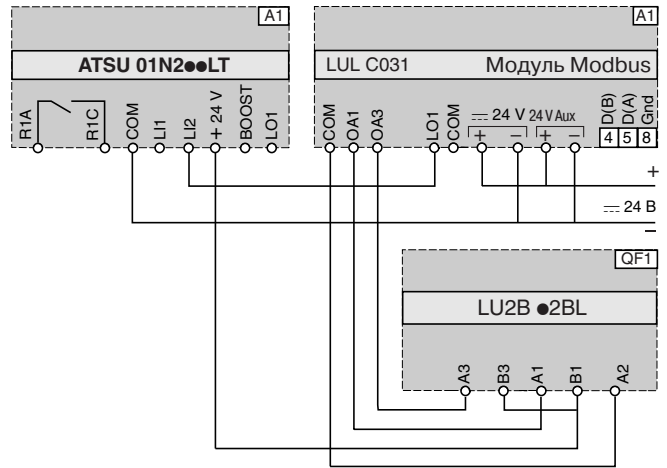 A1
ATSU 01N2●●LT
R1A
R1C
COM
LI1
LI2
+ 24 V
BOOST
LO1
A1
LUL C031 Модуль Modbus
COM
OA1
OA3
LO1
COM
24 V
+ –
24 V Aux
+ –
D(B)
D(A)
Gnd
4 5 8
+
24 В
–
QF1
LU2B ●2BL
A3
B3
A1
B1
A2